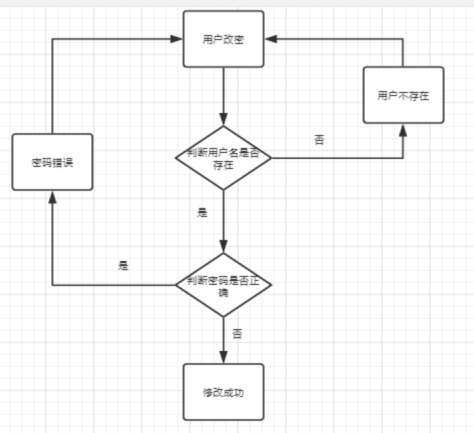 用户改密
用户不存在
否
判断用户名是否
存在
密码错误
是
是
判断密码是否正
确
否
修改成功